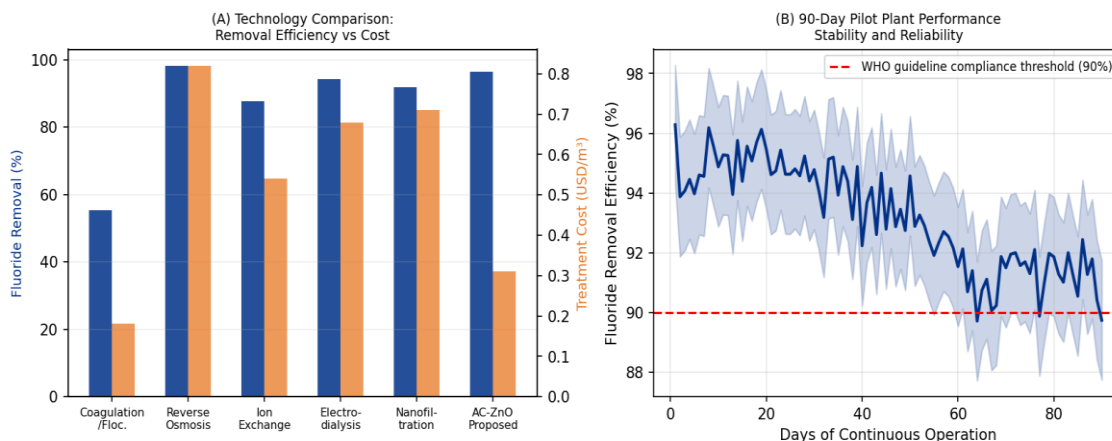 (A) Technology Comparison:
Removal Efficiency vs Cost
Fluoride Removal (%)
100
80
60
40
20
0
Coagulation
/Floc.
Reverse
Osmosis
Ion
Exchange
Electro-
dialysis
Nanofil-
tration
AC-ZnO
Proposed
0.8
0.7
0.6
0.5
0.4
0.3
0.2
0.1
0.0
Treatment Cost (USD/m³)
(B) 90-Day Pilot Plant Performance
Stability and Reliability
WHO guideline compliance threshold (90%)
Fluoride Removal Efficiency (%)
98
96
94
92
90
88
0
20
40
60
80
Days of Continuous Operation